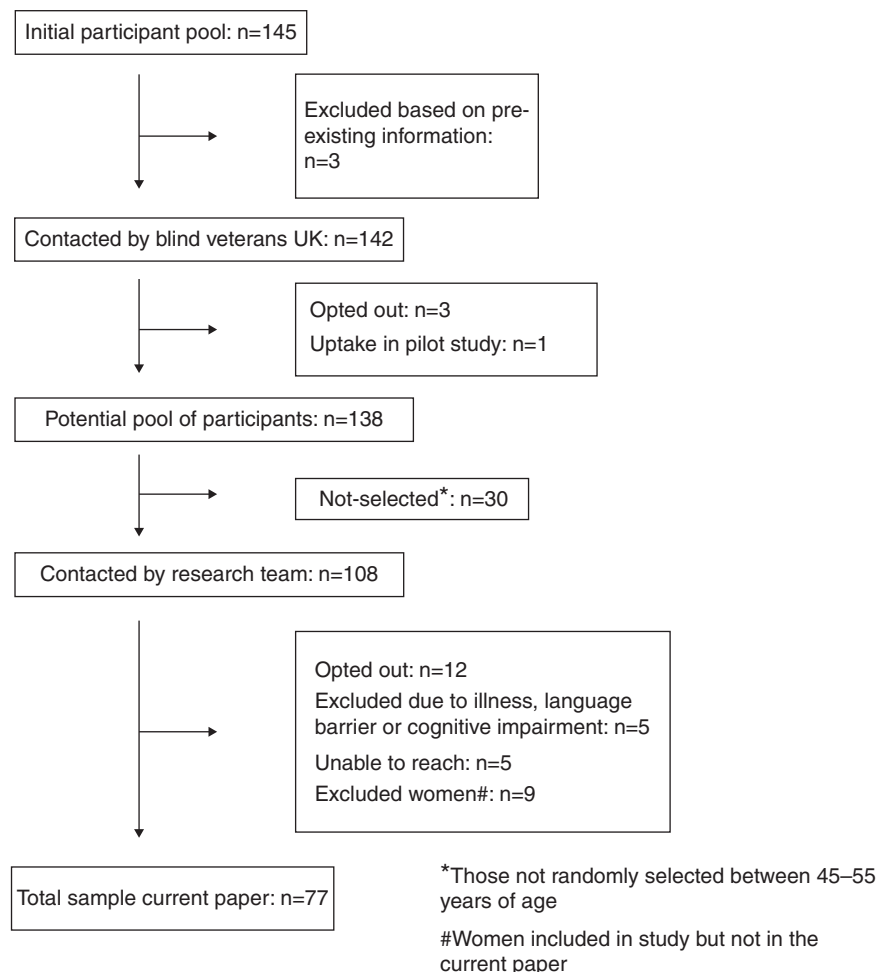 Initial participant pool: n=145
Excluded based on pre-
existing information:
n=3
Contacted by blind veterans UK: n=142
Opted out: n=3
Uptake in pilot study: n=1
Potential pool of participants: n=138
Not-selected*: n=30
Contacted by research team: n=108
Opted out: n=12
Excluded due to illness, language
barrier or cognitive impairment: n=5
Unable to reach: n=5
Excluded women#: n=9
Total sample current paper: n=77
*Those not randomly selected between 45–55
years of age
#Women included in study but not in the
current paper